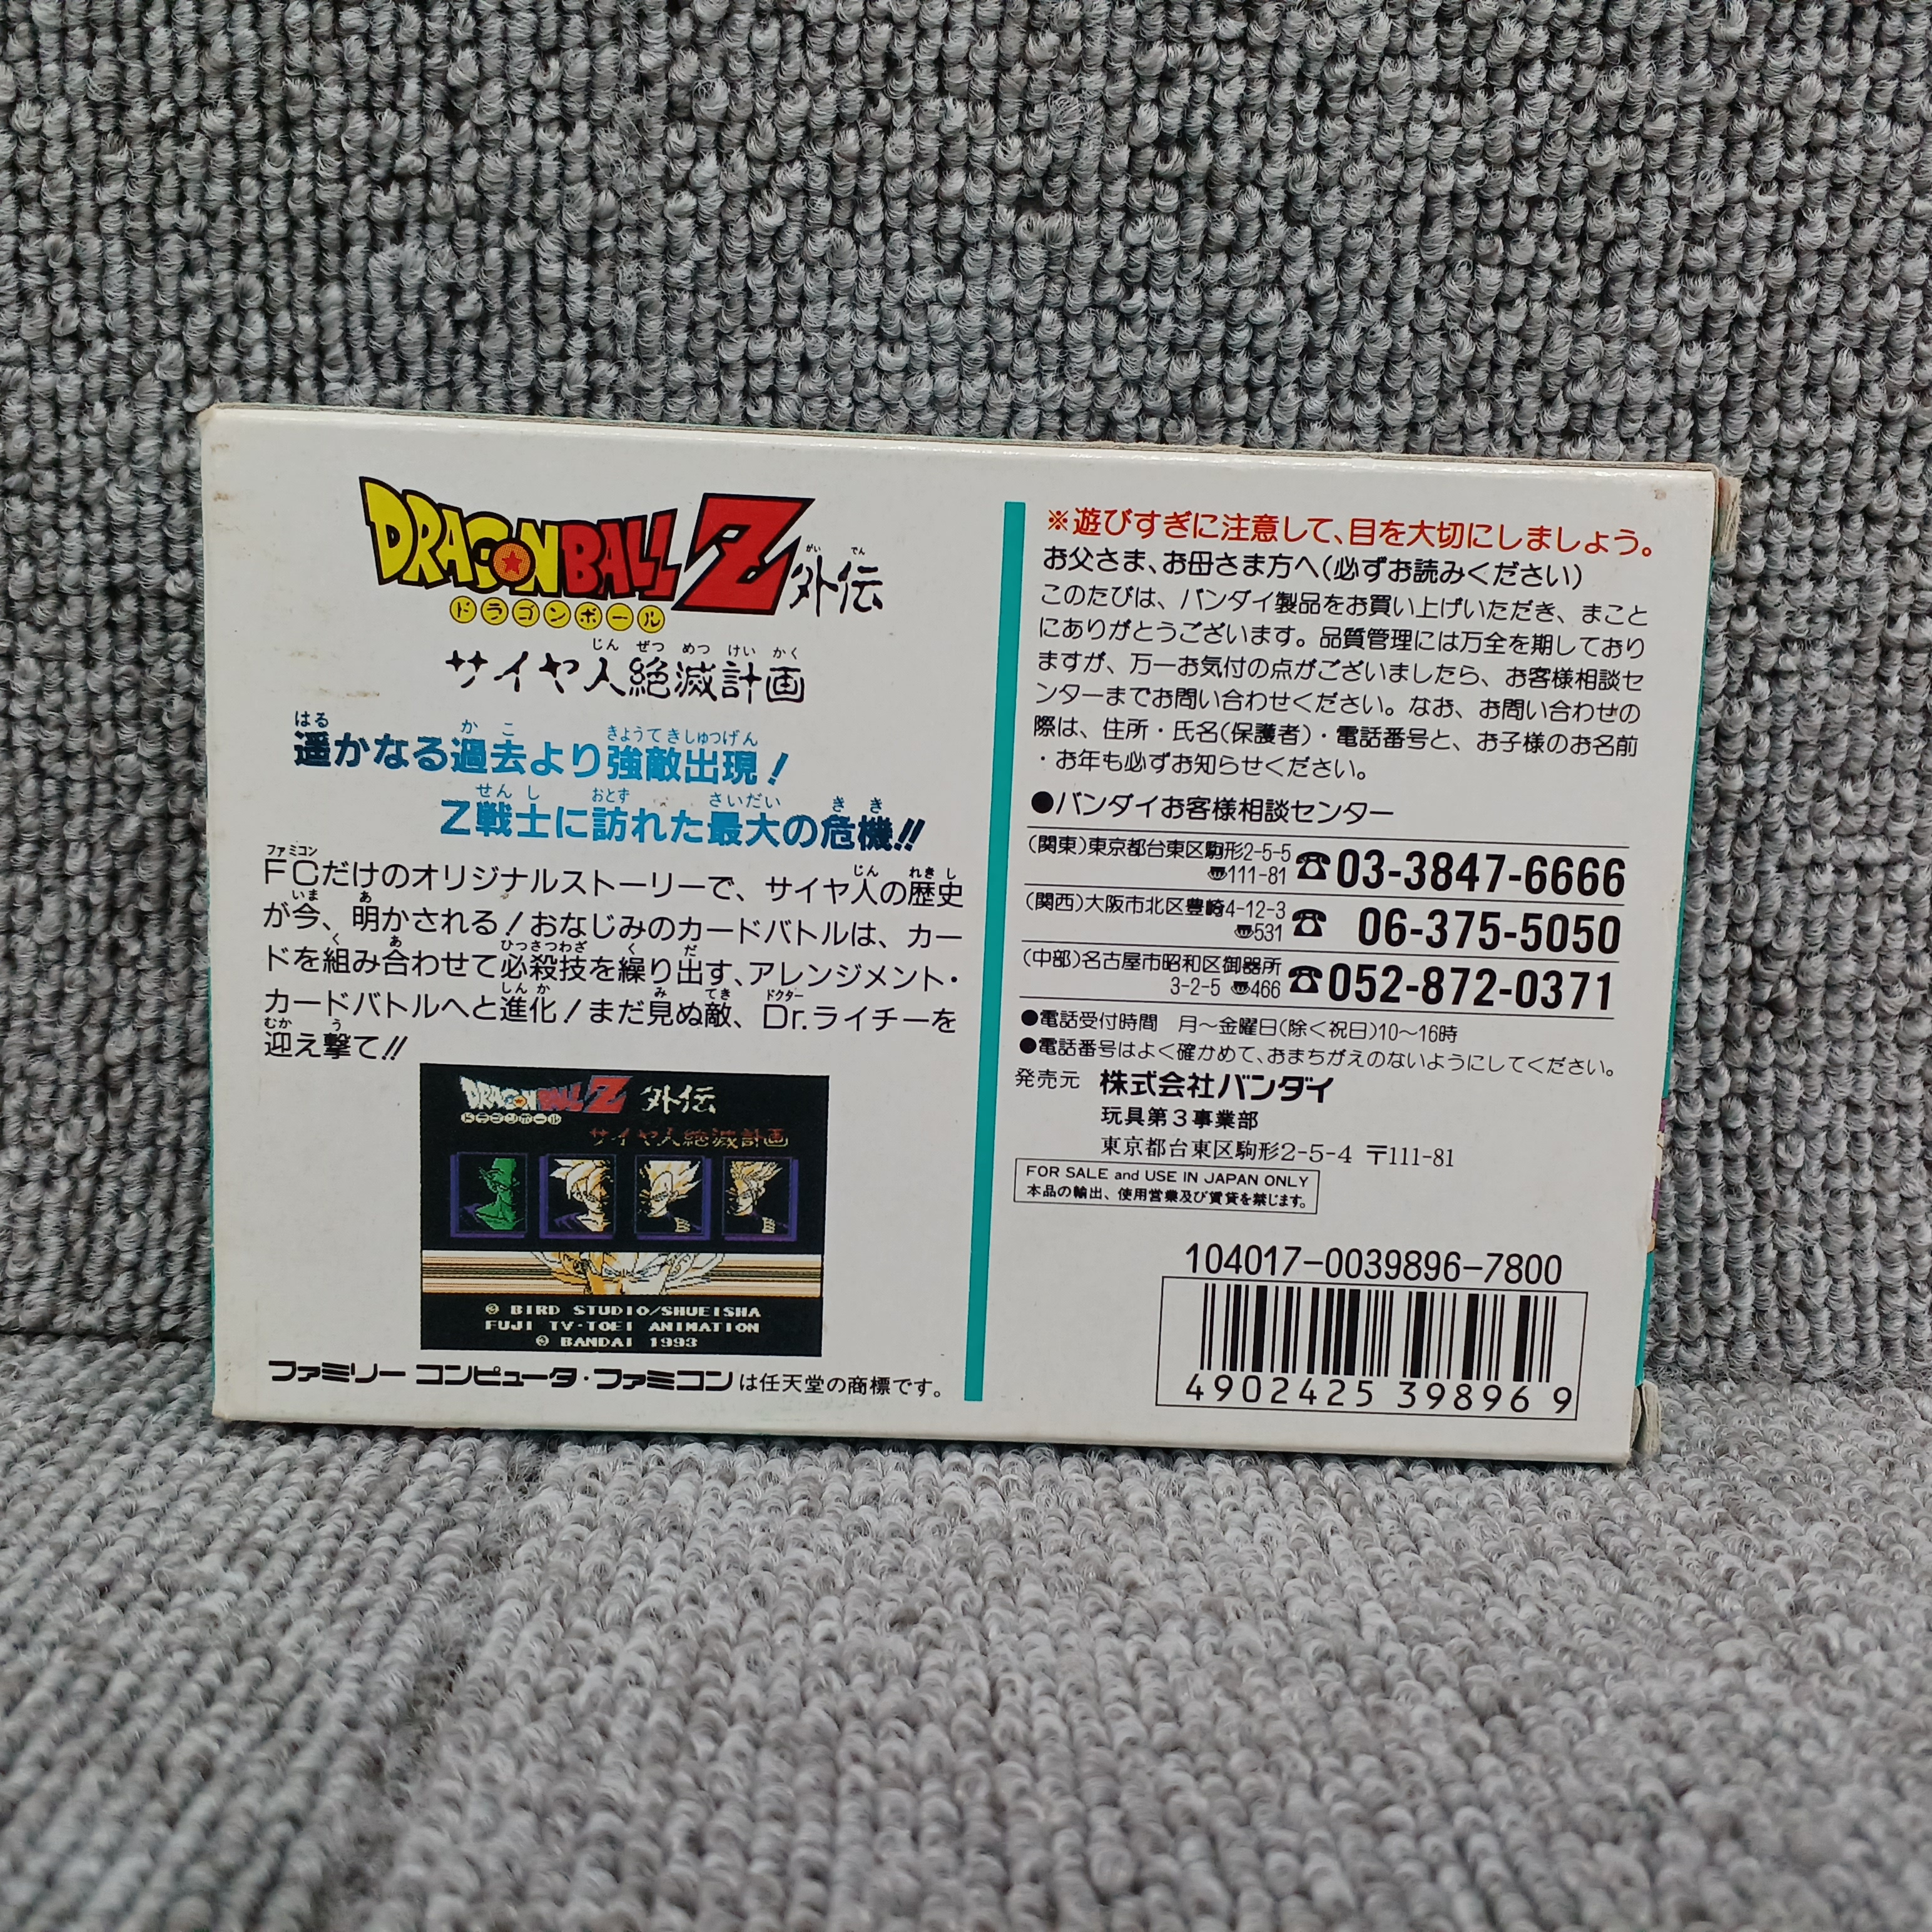 DRAGON BALL Z 外伝
ドラゴンボール
サイヤ人絶滅計画
遥かなる過去より強敵出現！
Z戦士に訪れた最大の危機!!
FCだけのオリジナルストーリーで、サイヤ人の歴史
が今、明かされる！おなじみのカードバトルは、カー
ドを組み合わせて必殺技を繰り出す、アレンジメント・
カードバトルへと進化！まだ見ぬ敵、Dr.ライチーを
迎え撃て!!
DRAGON BALL Z 外伝
ドラゴンボール
サイヤ人絶滅計画
© BIRD STUDIO/SHUEISHA
FUJI TV・TOEI ANIMATION
© BANDAI 1993
ファミリーコンピュータ・ファミコンは任天堂の商標です。
※遊びすぎに注意して、目を大切にしましょう。
お父さま、お母さま方へ(必ずお読みください)
このたびは、バンダイ製品をお買い上げいただき、まこと
にありがとうございます。品質管理には万全を期しており
ますが、万一お気付の点がございましたら、お客様相談セ
ンターまでお問い合わせください。なお、お問い合わせの
際は、住所・氏名(保護者)・電話番号と、お子様のお名前
・お年も必ずお知らせください。
●バンダイお客様相談センター
(関東)東京都台東区駒形2-5-5
〠111-81 ☎03-3847-6666
(関西)大阪市北区豊崎4-12-3
〠531 ☎ 06-375-5050
(中部)名古屋市昭和区御器所
3-2-5 〠466 ☎052-872-0371
●電話受付時間 月～金曜日(除く祝日)10～16時
●電話番号はよく確かめて、おまちがえのないようにしてください。
発売元 株式会社バンダイ
玩具第3事業部
東京都台東区駒形2-5-4 〒111-81
FOR SALE and USE IN JAPAN ONLY
本品の輸出、使用営業及び賃貸を禁じます。
104017-0039896-7800
4902425 398969